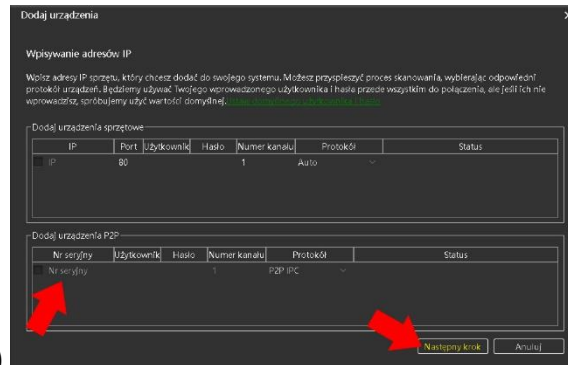 Dodaj urządzenia
Wpisywanie adresów IP
Wpisz adresy IP sprzętu, który chcesz dodać do swojego systemu. Możesz przyspieszyć proces skanowania, wybierając odpowiedni
protokół urządzeń. Będziemy używać Twojego wprowadzonego użytkownika i hasła przede wszystkim do połączenia, ale jeśli ich nie
wprowadzisz, spróbujemy użyć wartości domyślnej.
Dodaj urządzenia sprzętowe
IP Port Użytkownik Hasło Numer kanału Protokół Status
IP 80 1 Auto
Dodaj urządzenia P2P
Nr seryjny Użytkownik Hasło Numer kanału Protokół Status
Nr seryjny 1 P2P IPC
Następny krok Anuluj